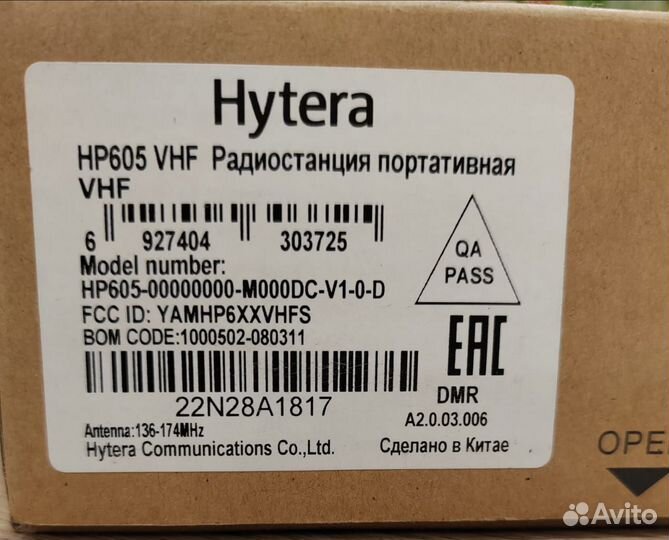 Hytera
HP605 VHF Радиостанция портативная
VHF
6 927404 303725
Model number:
HP605-00000000-M000DC-V1-0-D
FCC ID: YAMHP6XXVHFS
BOM CODE:1000502-080311
QA
PASS
EAC
22N28A1817
DMR
A2.0.03.006
Antenna:136-174MHz
Hytera Communications Co.,Ltd.
Сделано в Китае
OPE
Avito